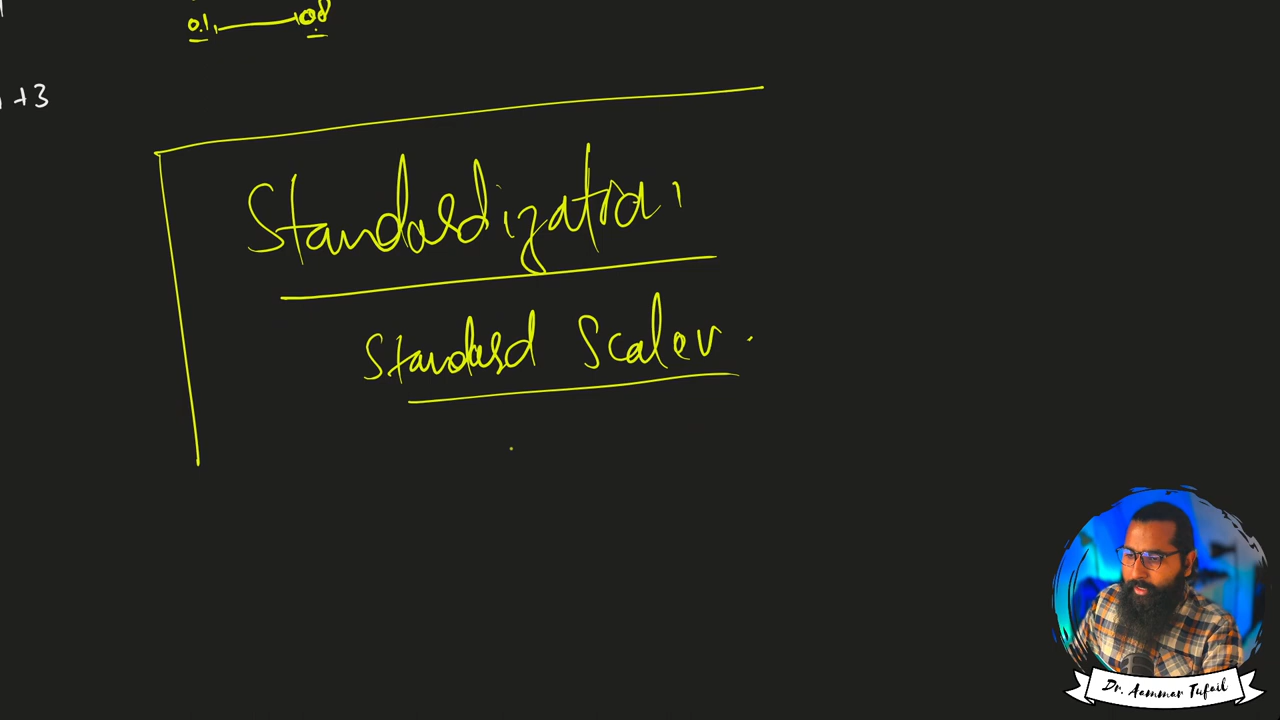 0.1, 0.8
+3
Standardization
Standard Scaler.
Dr. Aammar Tufail